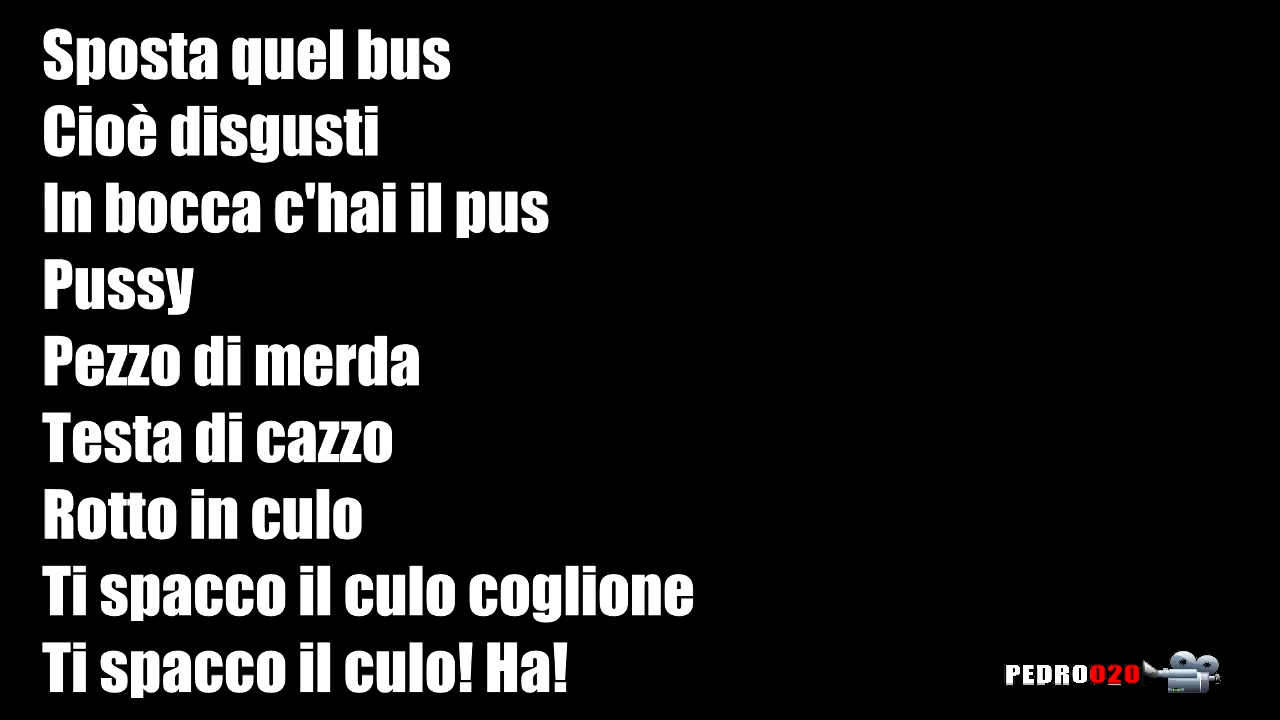 Sposta quel bus
Cioè disgusti
In bocca c'hai il pus
Pussy
Pezzo di merda
Testa di cazzo
Rotto in culo
Ti spacco il culo coglione
Ti spacco il culo! Ha!
PEDRO020